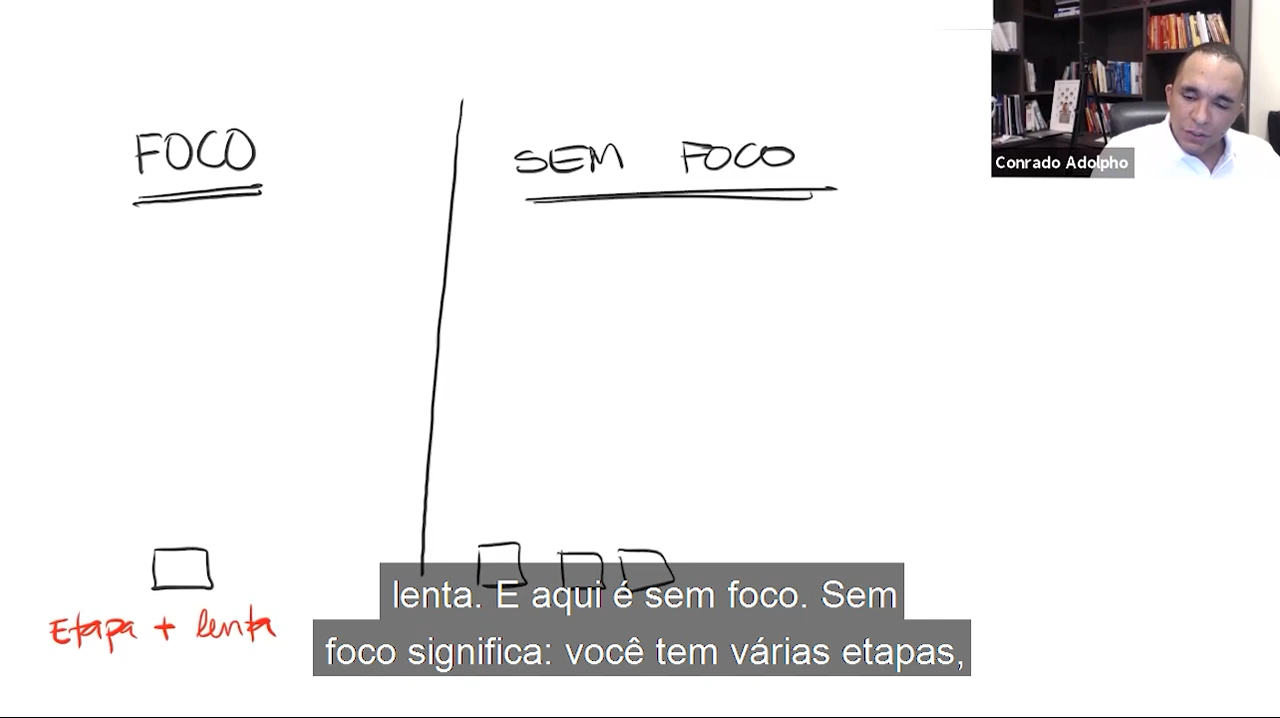 FOCO
SEM FOCO
Conrado Adolpho
Etapa + lenta
lenta. E aqui é sem foco. Sem
foco significa: você tem várias etapas,